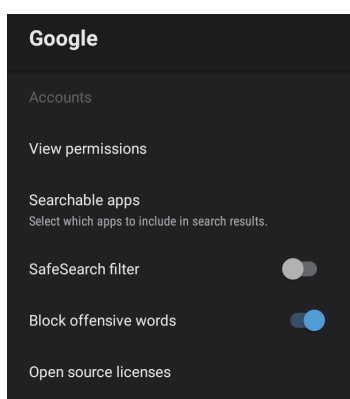 Google
Accounts
View permissions
Searchable apps
Select which apps to include in search results.
SafeSearch filter
Block offensive words
Open source licenses